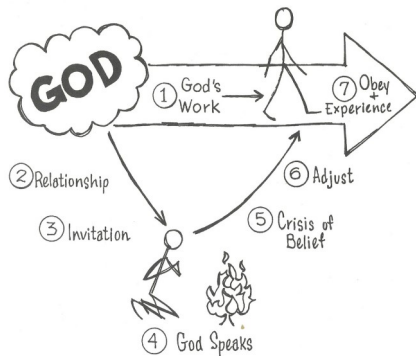 GOD
① God's
Work
② Relationship
③ Invitation
④ God Speaks
⑤ Crisis of
Belief
⑥ Adjust
⑦ Obey
+
Experience